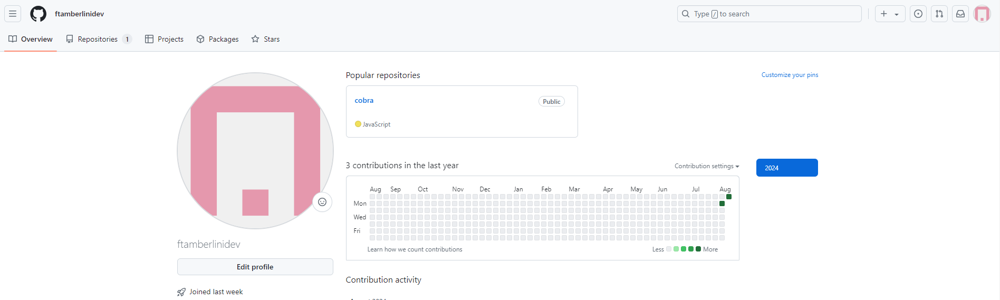 ftamberlinidev
Type / to search
Overview
Repositories 1
Projects
Packages
Stars
Popular repositories
Customize your pins
cobra
Public
JavaScript
3 contributions in the last year
Contribution settings
2024
Aug Sep Oct Nov Dec Jan Feb Mar Apr May Jun Jul Aug
Mon
Wed
Fri
Learn how we count contributions
Less More
ftamberlinidev
Edit profile
Joined last week
Contribution activity
August 2024